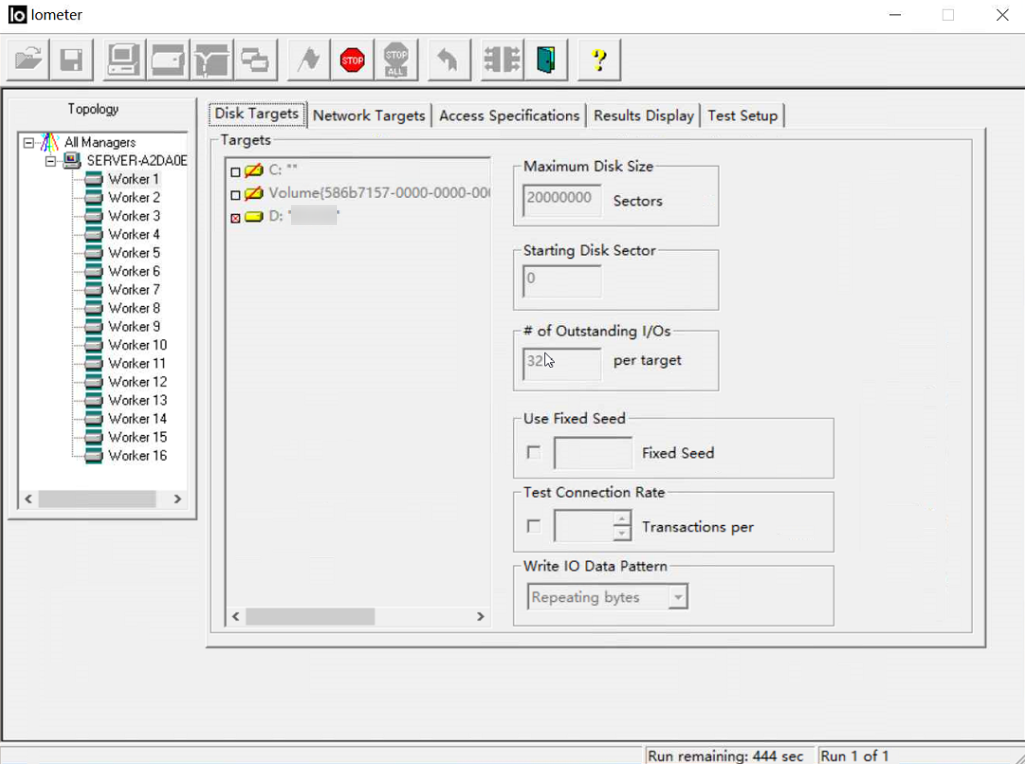 Iometer
STOP
STOP
ALL
?
Topology
All Managers
SERVER-A2DA0E
Worker 1
Worker 2
Worker 3
Worker 4
Worker 5
Worker 6
Worker 7
Worker 8
Worker 9
Worker 10
Worker 11
Worker 12
Worker 13
Worker 14
Worker 15
Worker 16
Disk Targets
Network Targets
Access Specifications
Results Display
Test Setup
Targets
C: ""
Volume{586b7157-0000-0000-00
D: "
Maximum Disk Size
20000000 Sectors
Starting Disk Sector
0
# of Outstanding I/Os
32 per target
Use Fixed Seed
Fixed Seed
Test Connection Rate
Transactions per
Write IO Data Pattern
Repeating bytes
Run remaining: 444 sec
Run 1 of 1